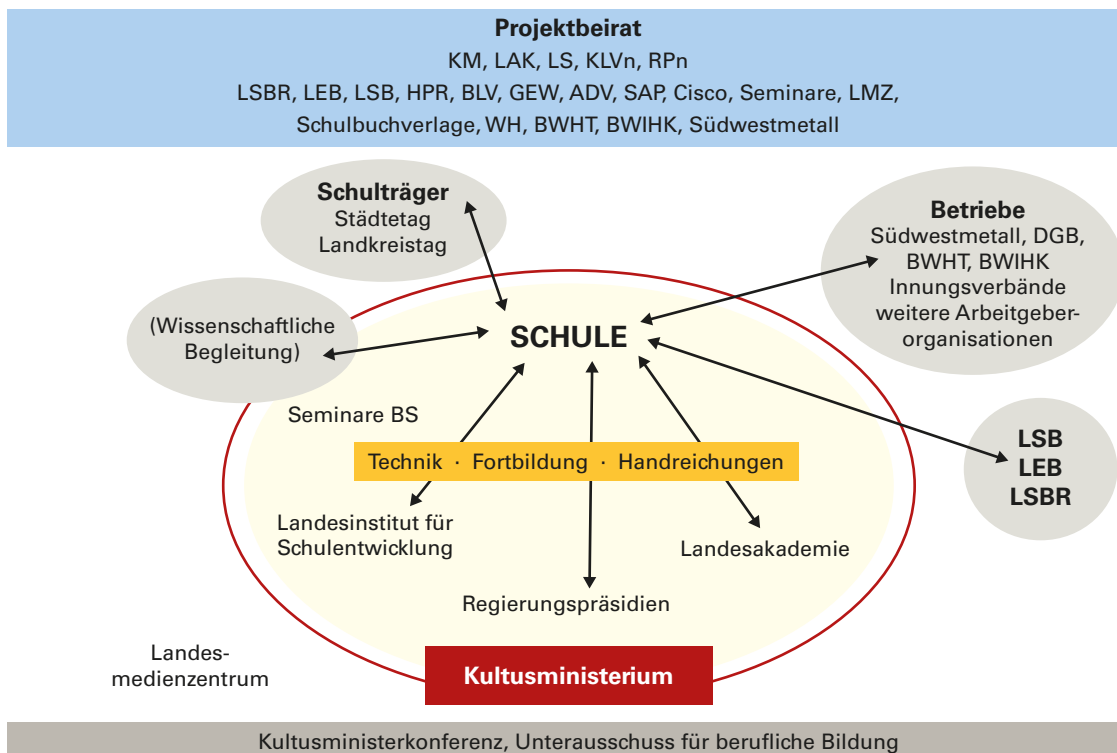 Projektbeirat
KM, LAK, LS, KLVn, RPn
LSBR, LEB, LSB, HPR, BLV, GEW, ADV, SAP, Cisco, Seminare, LMZ,
Schulbuchverlage, WH, BWHT, BWIHK, Südwestmetall
Schulträger
Städtetag
Landkreistag
Betriebe
Südwestmetall, DGB,
BWHT, BWIHK
Innungsverbände
weitere Arbeitgeber-
organisationen
(Wissenschaftliche
Begleitung)
SCHULE
Seminare BS
LSB
LEB
LSBR
Technik · Fortbildung · Handreichungen
Landesinstitut für
Schulentwicklung
Landesakademie
Regierungspräsidien
Landes-
medienzentrum
Kultusministerium
Kultusministerkonferenz, Unterausschuss für berufliche Bildung